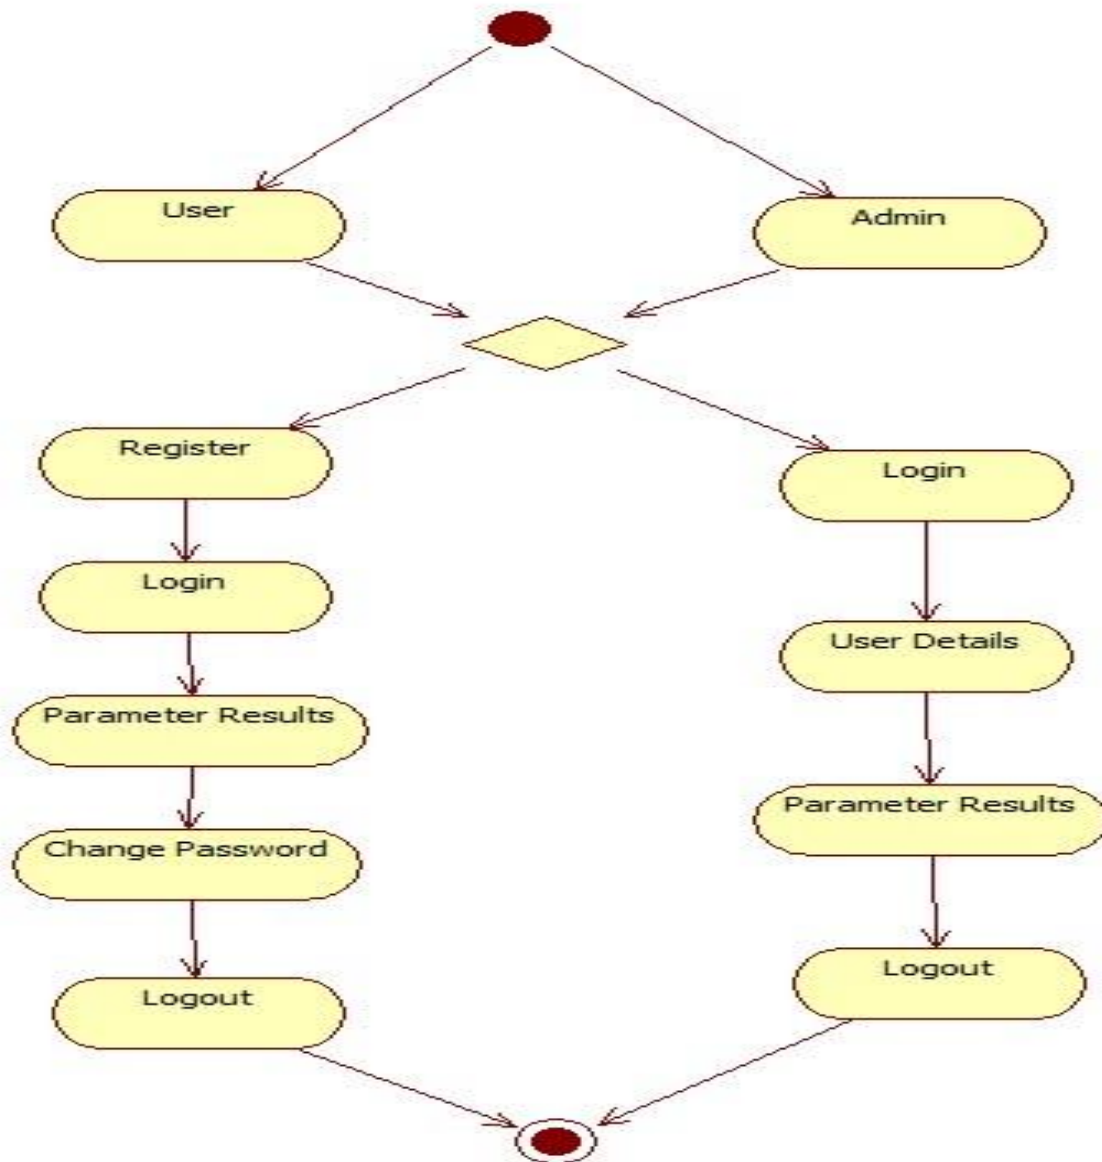 User
Admin
Register
Login
Login
User Details
Parameter Results
Parameter Results
Change Password
Logout
Logout